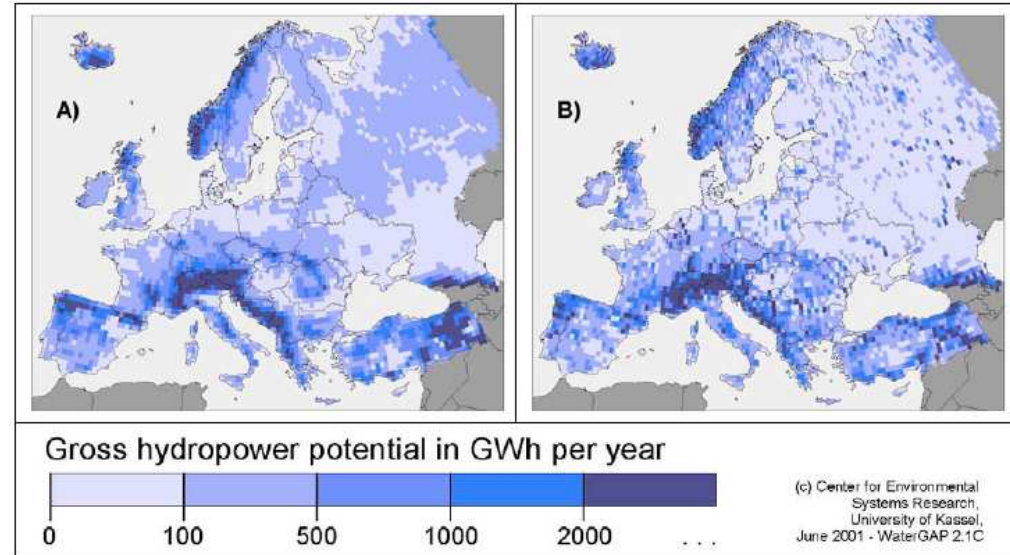 A)
B)
Gross hydropower potential in GWh per year
0 100 500 1000 2000 . . .
(c) Center for Environmental
Systems Research,
University of Kassel,
June 2001 - WaterGAP 2.1C